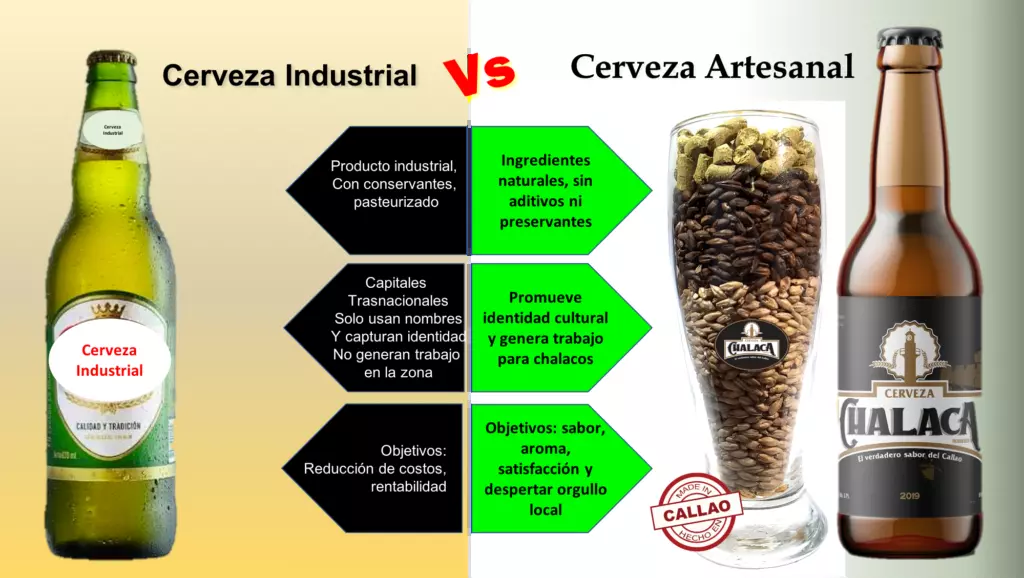 Cerveza Industrial
Vs
Cerveza Artesanal
Cerveza
Industrial
Producto industrial,
Con conservantes,
pasteurizado
Ingredientes
naturales, sin
aditivos ni
preservantes
Capitales
Trasnacionales
Solo usan nombres
Y capturan identidad
No generan trabajo
en la zona
Promueve
identidad cultural
y genera trabajo
para chalacos
Objetivos:
Reducción de costos,
rentabilidad
Objetivos: sabor,
aroma,
satisfacción y
despertar orgullo
local
Cerveza
Industrial
CALIDAD Y TRADICIÓN
CHALACA
MADE IN
CALLAO
HECHO EN
CERVEZA
CHALACA
El verdadero sabor del Callao
2019